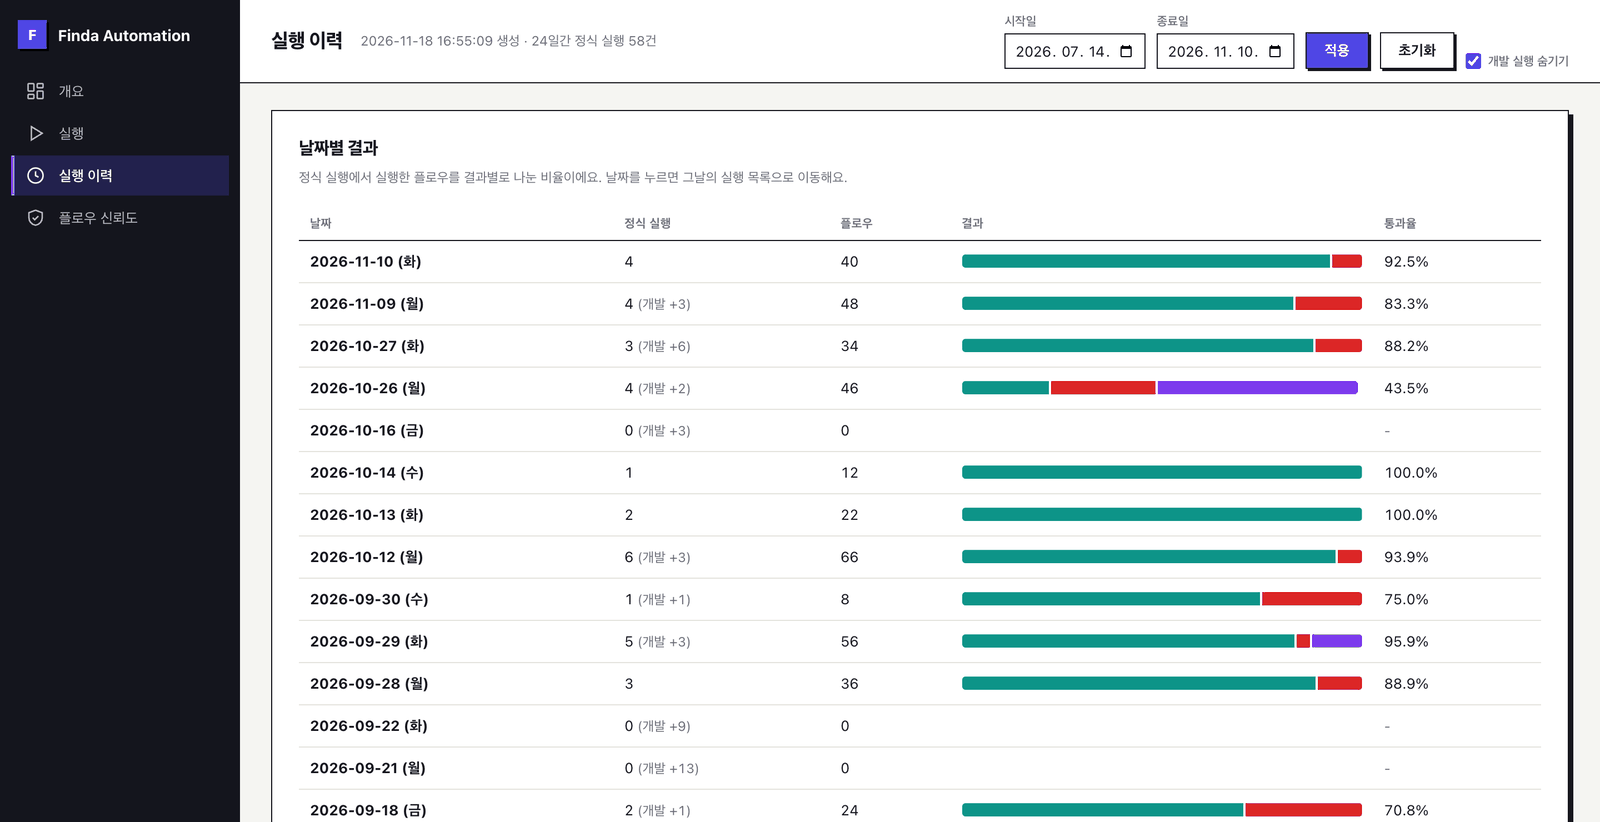 F Finda Automation
개요
실행
실행 이력
플로우 신뢰도
실행 이력 2026-11-18 16:55:09 생성 · 24일간 정식 실행 58건
시작일 종료일
2026. 07. 14. 2026. 11. 10. 적용 초기화 개발 실행 숨기기
날짜별 결과
정식 실행에서 실행한 플로우를 결과별로 나눈 비율이에요. 날짜를 누르면 그날의 실행 목록으로 이동해요.
날짜 정식 실행 플로우 결과 통과율
2026-11-10 (화) 4 40 92.5%
2026-11-09 (월) 4 (개발 +3) 48 83.3%
2026-10-27 (화) 3 (개발 +6) 34 88.2%
2026-10-26 (월) 4 (개발 +2) 46 43.5%
2026-10-16 (금) 0 (개발 +3) 0 -
2026-10-14 (수) 1 12 100.0%
2026-10-13 (화) 2 22 100.0%
2026-10-12 (월) 6 (개발 +3) 66 93.9%
2026-09-30 (수) 1 (개발 +1) 8 75.0%
2026-09-29 (화) 5 (개발 +3) 56 95.9%
2026-09-28 (월) 3 36 88.9%
2026-09-22 (화) 0 (개발 +9) 0 -
2026-09-21 (월) 0 (개발 +13) 0 -
2026-09-18 (금) 2 (개발 +1) 24 70.8%